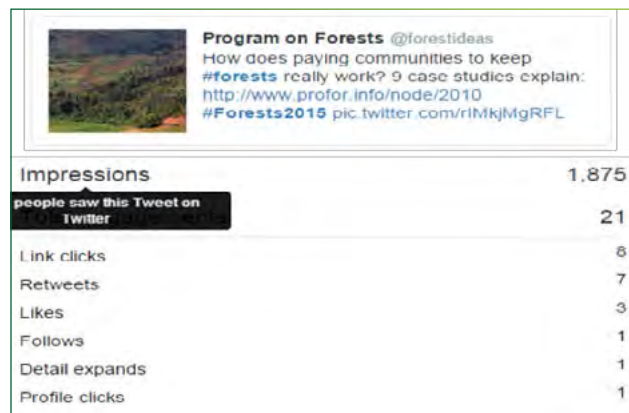 Program on Forests @forestideas
How does paying communities to keep
#forests really work? 9 case studies explain:
http://www.profor.info/node/2010
#Forests2015 pic.twitter.com/rIMkjMgRFL
Impressions 1.875
people saw this Tweet on
Twitter
21
Link clicks 8
Retweets 7
Likes 3
Follows 1
Detail expands 1
Profile clicks 1